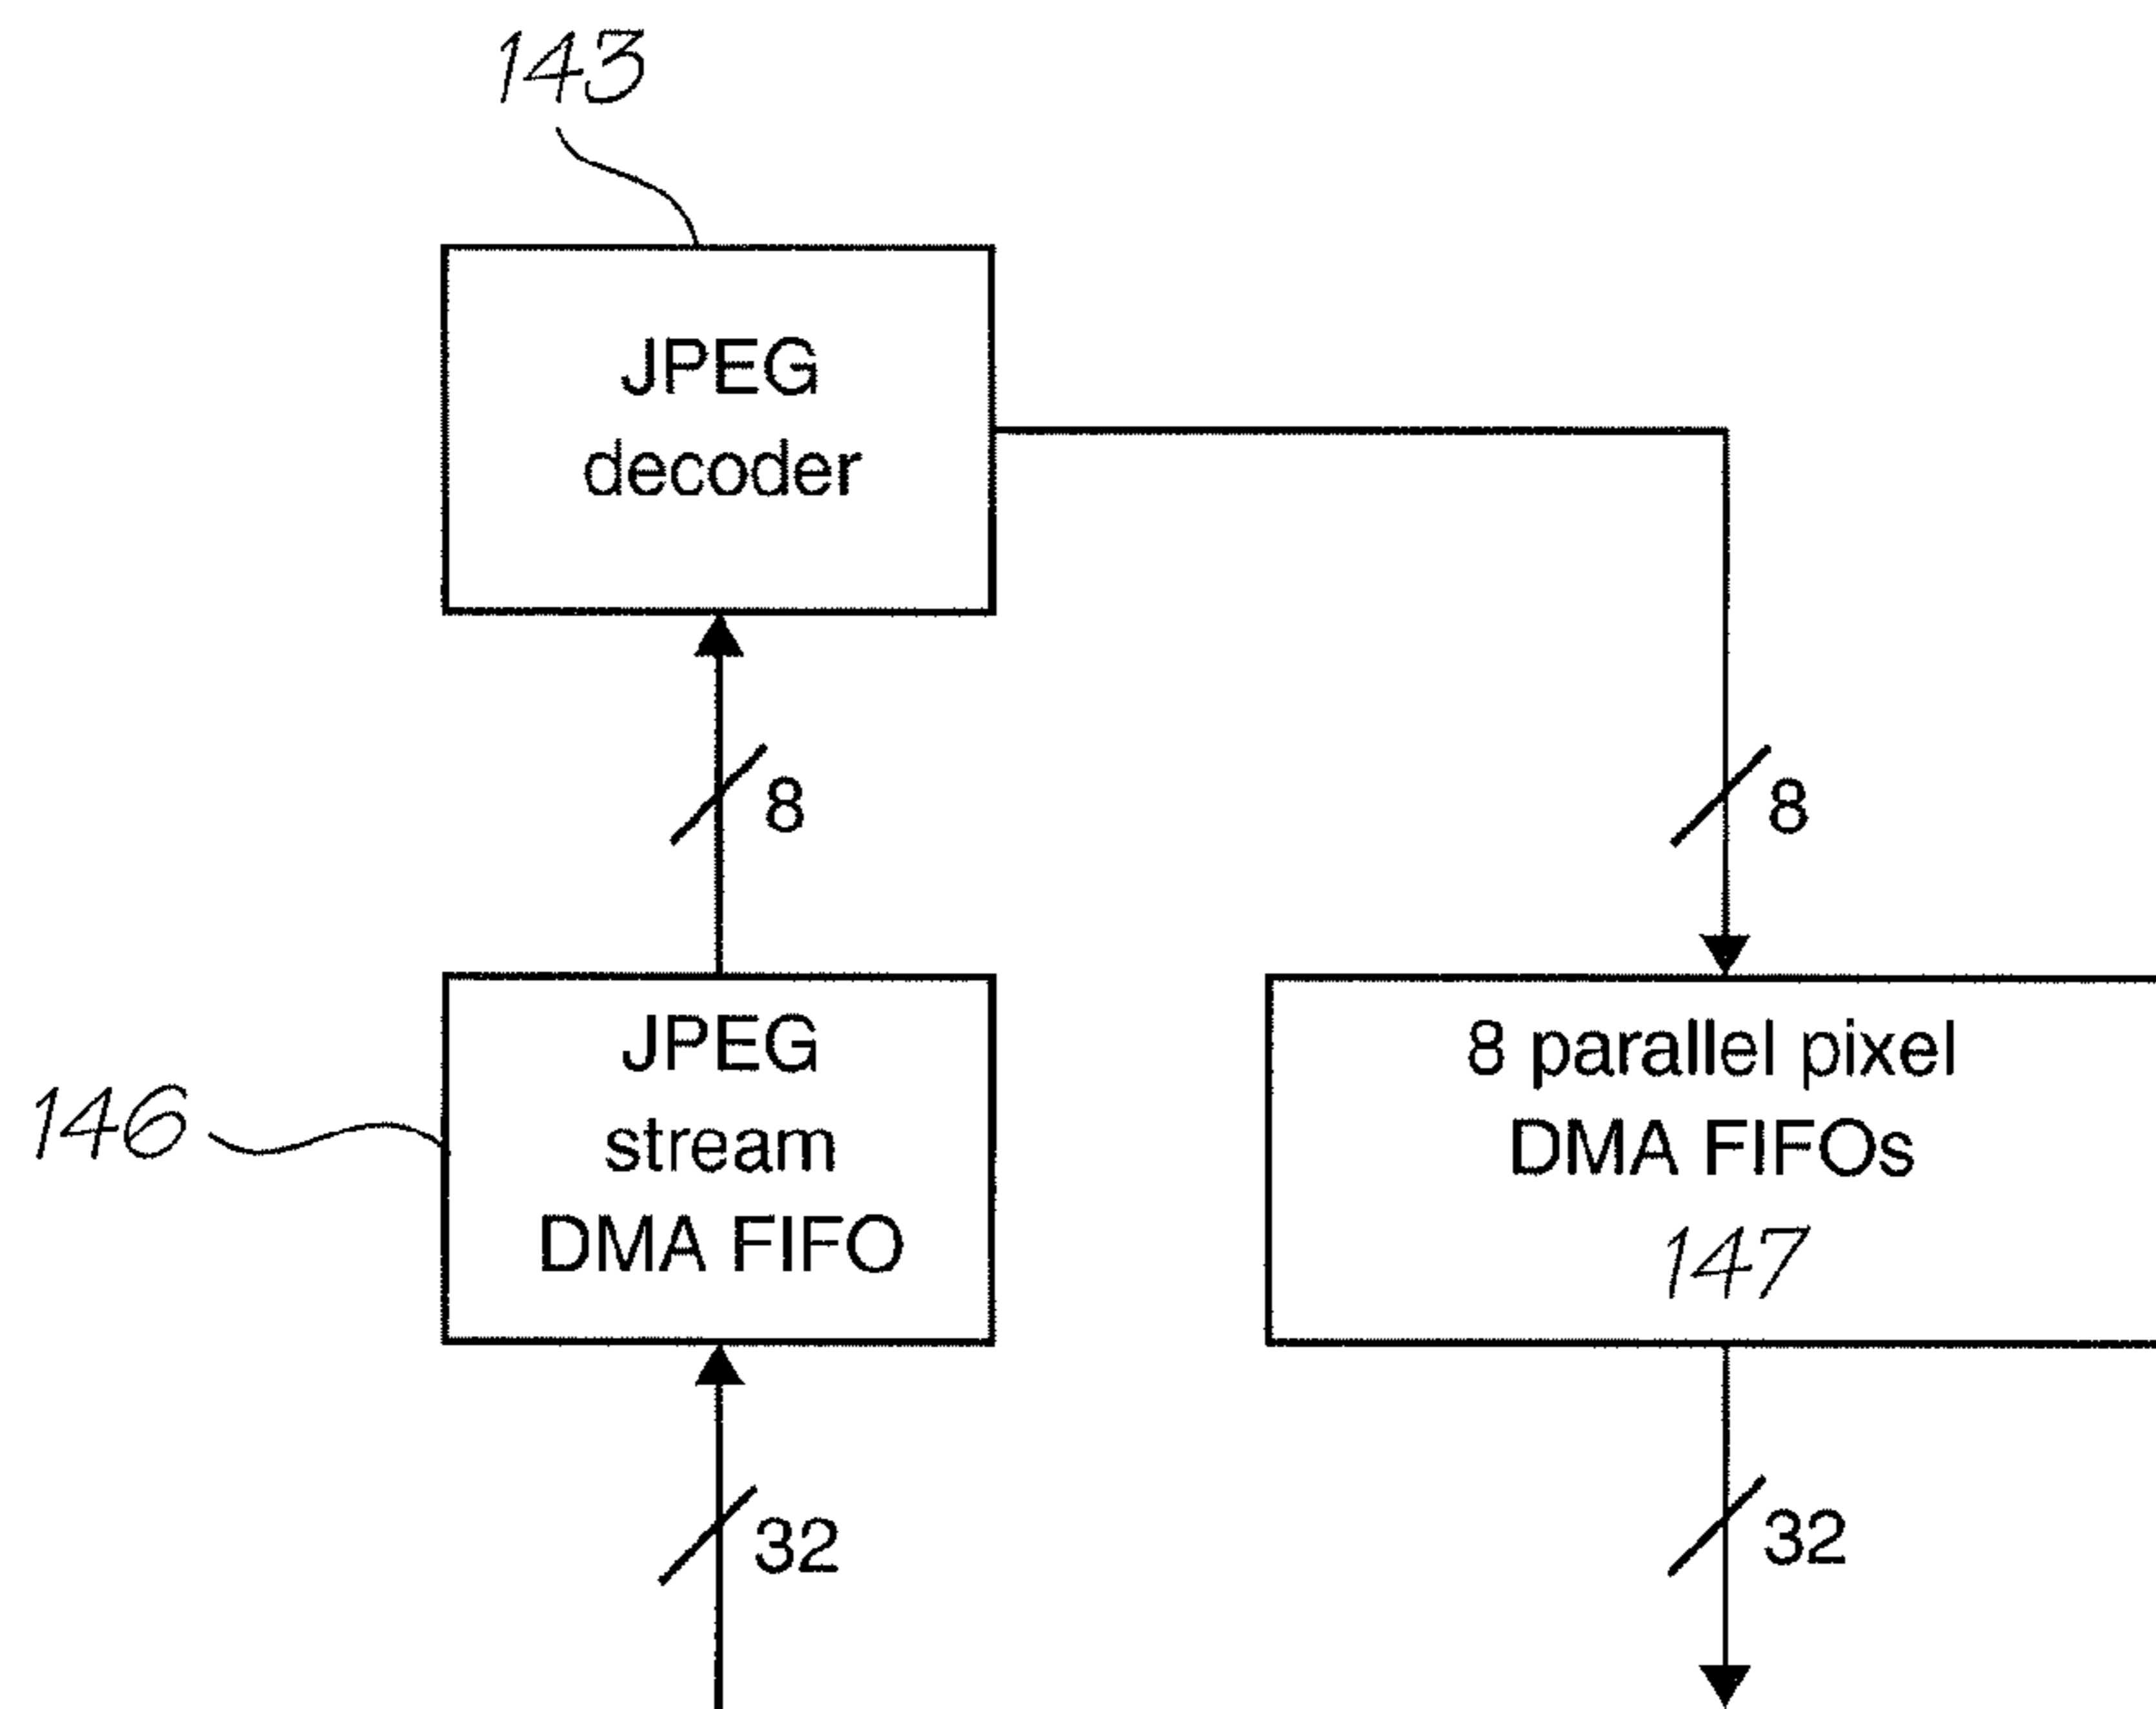 143
JPEG
decoder
8
8
JPEG
stream
DMA FIFO
146
8 parallel pixel
DMA FIFOs
147
32
32